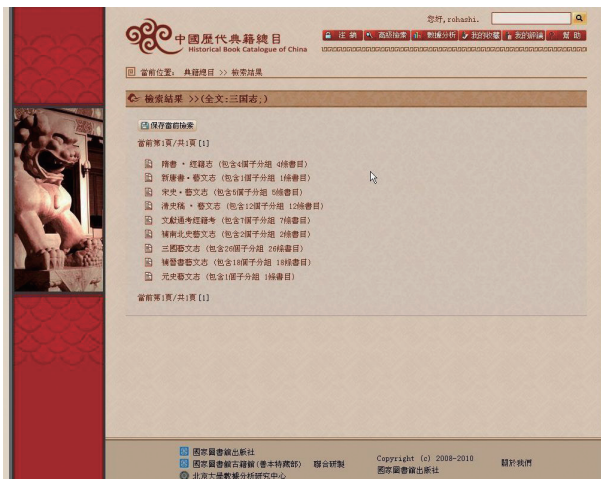 您好, rohashi.
中國歷代典籍總目
Historical Book Catalogue of China
注銷 高級檢索 數據分析 我的收藏 我的評論 幫助
當前位置： 典籍總目 >> 檢索結果
檢索結果 >>(全文:三国志;)
保存當前檢索
當前第1頁/共1頁 [1]
隋書 · 經籍志 (包含4個子分組 4條書目)
新唐書·藝文志 (包含1個子分組 1條書目)
宋史·藝文志 (包含5個子分組 5條書目)
清史稿 · 藝文志 (包含12個子分組 12條書目)
文獻通考經籍考 (包含7個子分組 7條書目)
補南北史藝文志 (包含2個子分組 2條書目)
三國藝文志 (包含26個子分組 26條書目)
補晉書藝文志 (包含18個子分組 18條書目)
元史藝文志 (包含1個子分組 1條書目)
當前第1頁/共1頁 [1]
國家圖書館出版社
國家圖書館古籍館(善本特藏部) 聯合研製
北京大學數據分析研究中心
Copyright (c) 2008-2010
國家圖書館出版社
關於我們